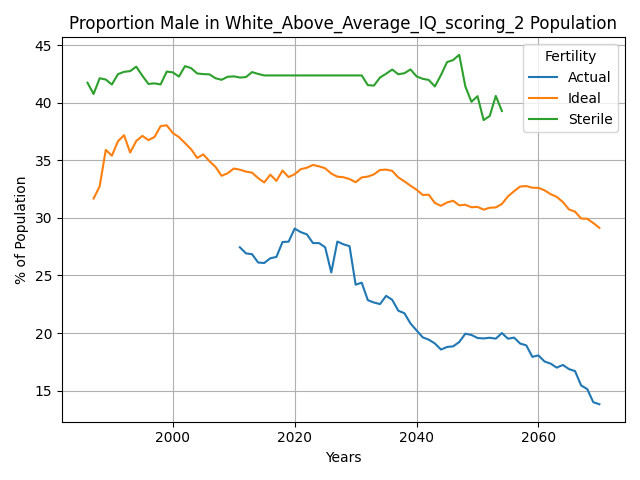 Proportion Male in White_Above_Average_IQ_scoring_2 Population
Fertility
Actual
Ideal
Sterile
% of Population
45
40
35
30
25
20
15
2000
2020
2040
2060
Years